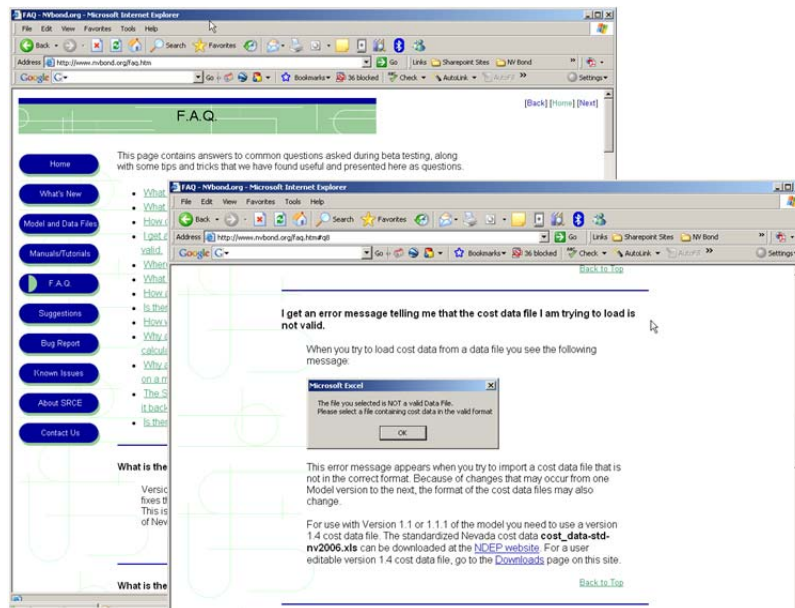 FAQ - NVbond.org - Microsoft Internet Explorer
File Edit View Favorites Tools Help
Back Search Favorites
Address http://www.nvbond.org/faq.htm Go Links Sharepoint Sites NV Bond »
Google G Go Bookmarks 36 blocked Check AutoLink AutoFill » Settings
F.A.Q.
[Back] [Home] [Next]
This page contains answers to common questions asked during beta testing, along
with some tips and tricks that we have found useful and presented here as questions.
Home
What's New
Model and Data Files
Manuals/Tutorials
F.A.Q.
Suggestions
Bug Report
Known Issues
About SRCE
Contact Us
What
What
How
I get a
valid.
Where
What
How a
Is ther
How
Why
calcula
Why
on a m
The S
it back
Is ther
What is the
Versic
fixes th
This is
of Nev
What is the
FAQ - NVbond.org - Microsoft Internet Explorer
File Edit View Favorites Tools Help
Back Search Favorites
Address http://www.nvbond.org/faq.htm#q8 Go Links Sharepoint Sites NV Bond »
Google G Go Bookmarks 36 blocked Check AutoLink AutoFill » Settings
Back to Top
I get an error message telling me that the cost data file I am trying to load is
not valid.
When you try to load cost data from a data file you see the following
message:
Microsoft Excel
The file you selected is NOT a valid Data File.
Please select a file containing cost data in the valid format
OK
This error message appears when you try to import a cost data file that is
not in the correct format. Because of changes that may occur from one
Model version to the next, the format of the cost data files may also
change.
For use with Version 1.1 or 1.1.1 of the model you need to use a version
1.4 cost data file. The standardized Nevada cost data cost_data-std-
nv2006.xls can be downloaded at the NDEP website. For a user
editable version 1.4 cost data file, go to the Downloads page on this site.
Back to Top